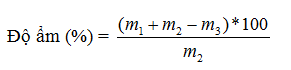 Độ ẩm (%) = (m₁ + m₂ − m₃)*100 / m₂